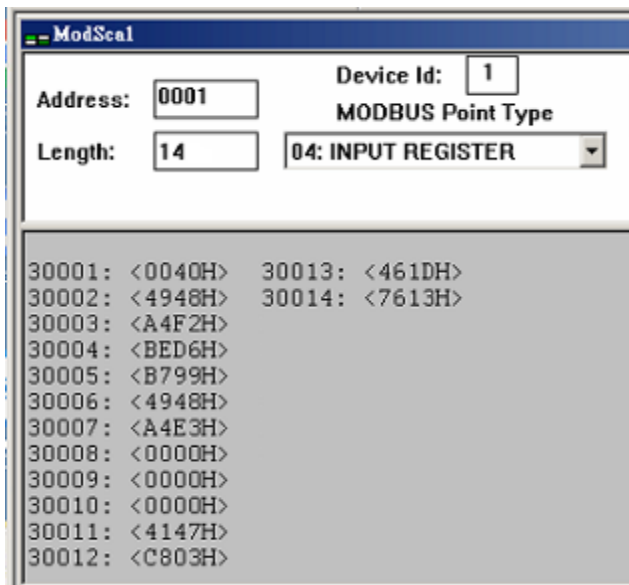 ModSca1
Address: 0001
Device Id: 1
MODBUS Point Type
Length: 14
04: INPUT REGISTER
30001: <0040H> 30013: <461DH>
30002: <4948H> 30014: <7613H>
30003: <A4F2H>
30004: <BED6H>
30005: <B799H>
30006: <4948H>
30007: <A4E3H>
30008: <0000H>
30009: <0000H>
30010: <0000H>
30011: <4147H>
30012: <C803H>